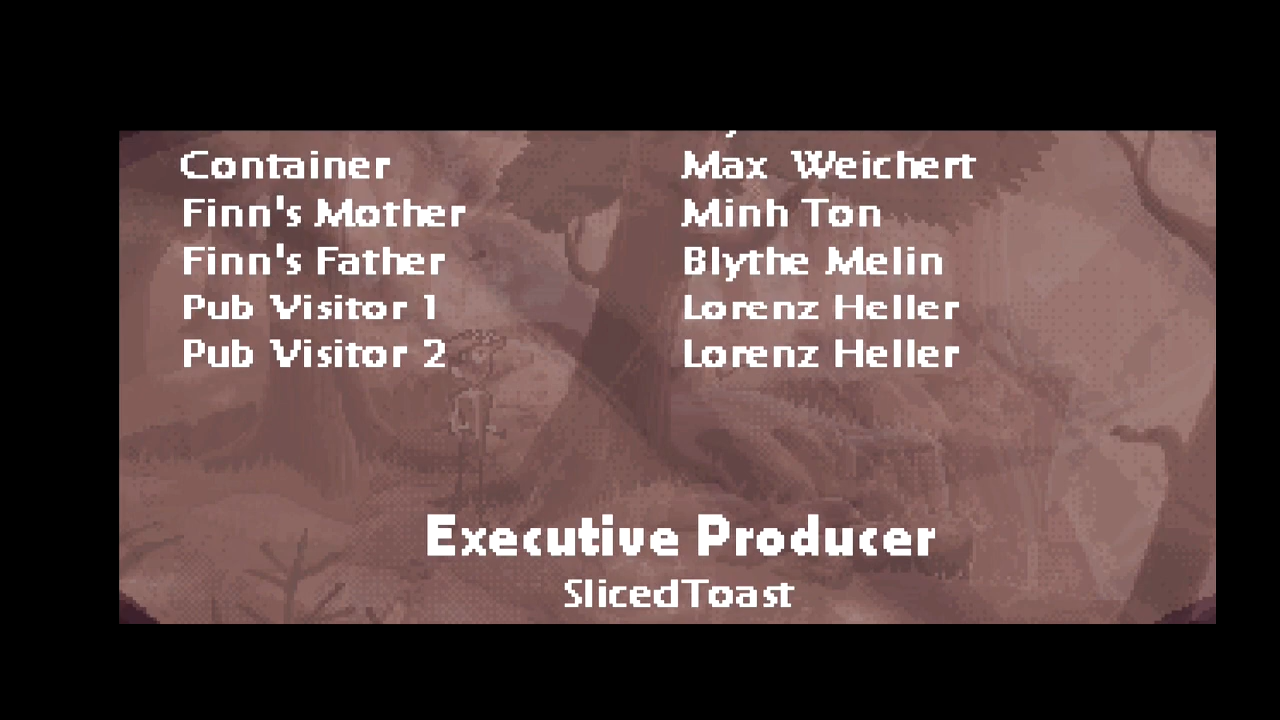 Container Max Weichert
Finn's Mother Minh Ton
Finn's Father Blythe Melin
Pub Visitor 1 Lorenz Heller
Pub Visitor 2 Lorenz Heller
Executive Producer
SlicedToast